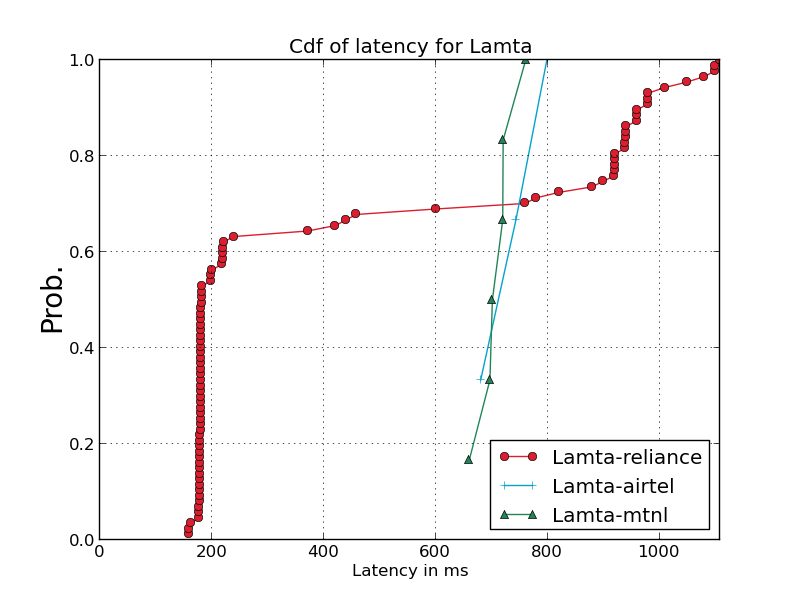 Cdf of latency for Lamta
1.0
0.8
0.6
0.4
0.2
0.0
Prob.
0 200 400 600 800 1000
Latency in ms
Lamta-reliance
Lamta-airtel
Lamta-mtnl